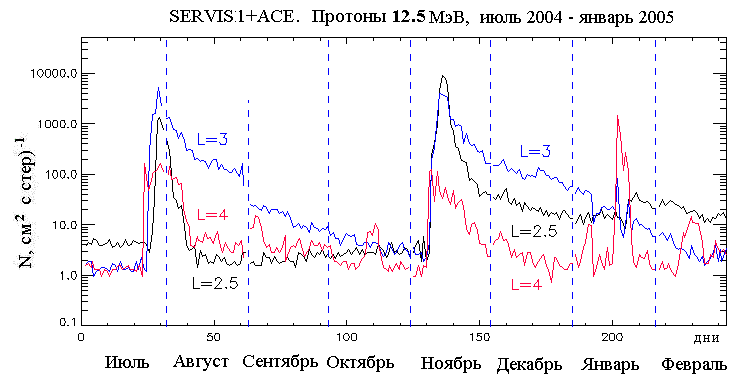 SERVIS1+ACE. Протоны 12.5 МэВ, июль 2004 - январь 2005
N, см² с стер)⁻¹
10000.0
1000.0
100.0
10.0
1.0
0.1
L=3
L=4
L=2.5
L=3
L=2.5
L=4
0 50 100 150 200 дни
Июль Август Сентябрь Октябрь Ноябрь Декабрь Январь Февраль